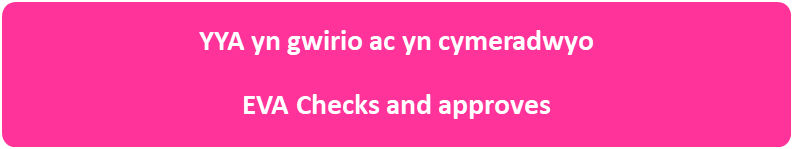 YYA yn gwirio ac yn cymeradwyo
EVA Checks and approves